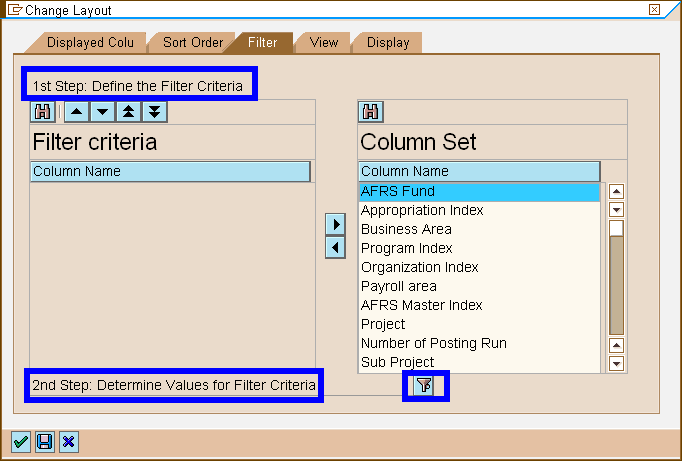 Change Layout
Displayed Colu
Sort Order
Filter
View
Display
1st Step: Define the Filter Criteria
Filter criteria
Column Name
Column Set
Column Name
AFRS Fund
Appropriation Index
Business Area
Program Index
Organization Index
Payroll area
AFRS Master Index
Project
Number of Posting Run
Sub Project
2nd Step: Determine Values for Filter Criteria